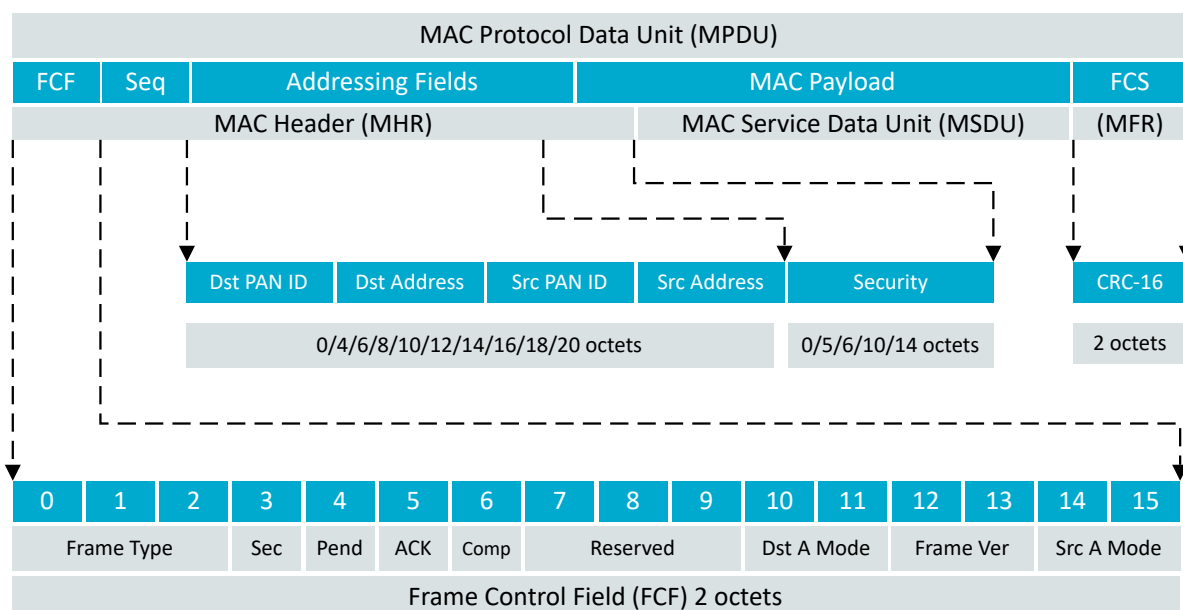 MAC Protocol Data Unit (MPDU)
FCF Seq Addressing Fields MAC Payload FCS
MAC Header (MHR) MAC Service Data Unit (MSDU) (MFR)
Dst PAN ID Dst Address Src PAN ID Src Address Security CRC-16
0/4/6/8/10/12/14/16/18/20 octets 0/5/6/10/14 octets 2 octets
0 1 2 3 4 5 6 7 8 9 10 11 12 13 14 15
Frame Type Sec Pend ACK Comp Reserved Dst A Mode Frame Ver Src A Mode
Frame Control Field (FCF) 2 octets